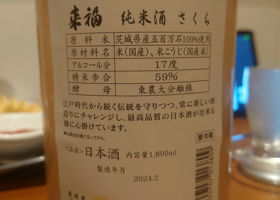 来福 純米酒 さくら
原料米 茨城県産五百万石100%使用
原材料名 米(国産)、米こうじ(国産米)
アルコール分 17度
精米歩合 59%
酵母 東農大分離株
江戸時代から続く伝統を守りつつ、常に新しい酒
造りにチャレンジし、最高品質の日本酒が出来る
様に心掛けています。
日本酒 内容量1,800ml
製造年月
2024.2